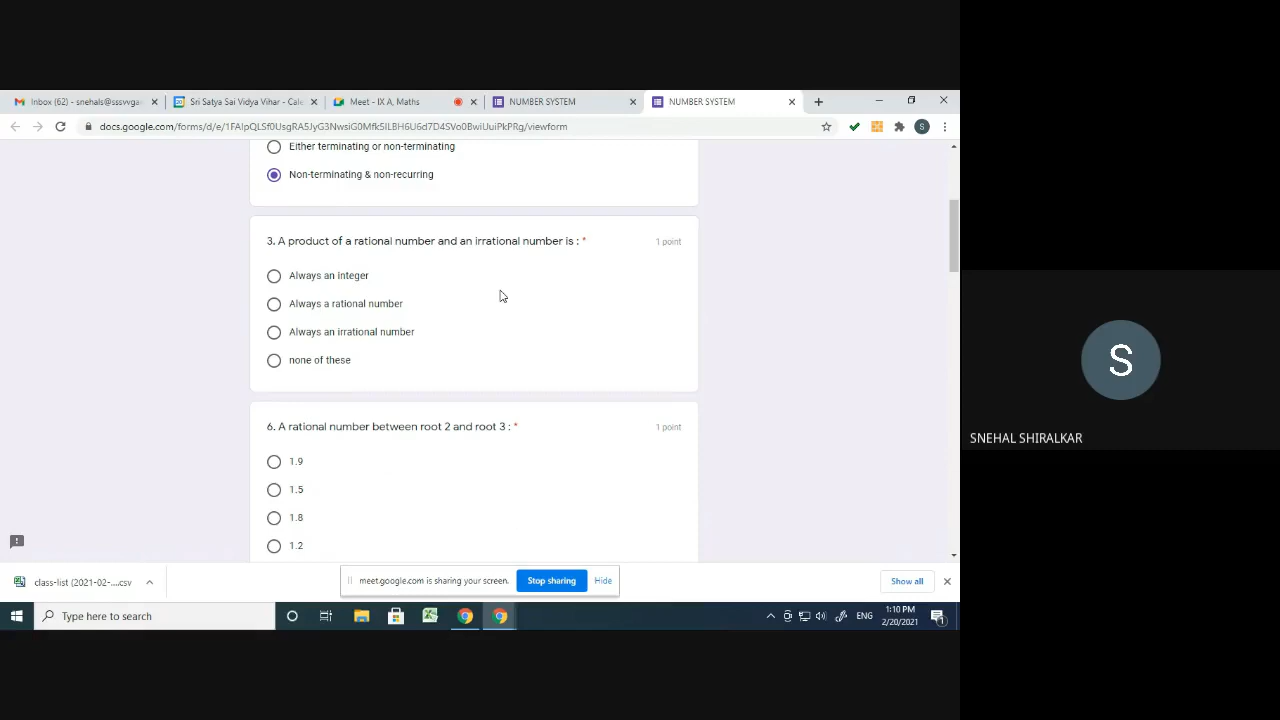 Inbox (62) - snehals@sssvvga
Sri Satya Sai Vidya Vihar - Cale
Meet - IX A, Maths
NUMBER SYSTEM
NUMBER SYSTEM
docs.google.com/forms/d/e/1FAIpQLSf0UsgRA5JyG3NwsiG0Mfk5ILBH6U6d7D4SVo0BwiUuiPkPRg/viewform
S
Either terminating or non-terminating
Non-terminating & non-recurring
3. A product of a rational number and an irrational number is : *
1 point
Always an integer
Always a rational number
Always an irrational number
none of these
6. A rational number between root 2 and root 3 : *
1 point
1.9
1.5
1.8
1.2
S
SNEHAL SHIRALKAR
class-list (2021-02-....csv
meet.google.com is sharing your screen.
Stop sharing
Hide
Show all
Type here to search
ENG
1:10 PM
2/20/2021
1